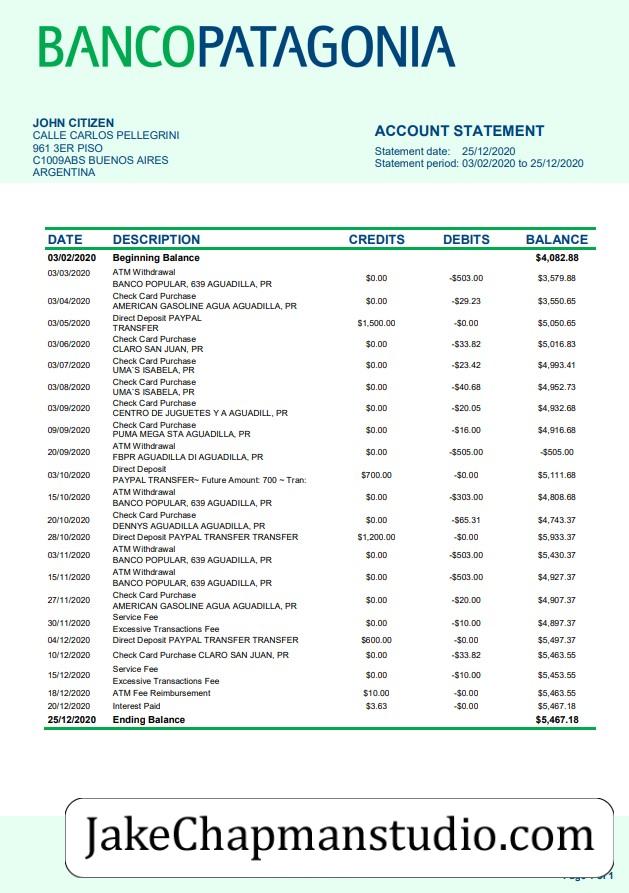 BANCOPATAGONIA
JOHN CITIZEN
CALLE CARLOS PELLEGRINI
961 3ER PISO
C1009ABS BUENOS AIRES
ARGENTINA
ACCOUNT STATEMENT
Statement date: 25/12/2020
Statement period: 03/02/2020 to 25/12/2020
DATE DESCRIPTION CREDITS DEBITS BALANCE
03/02/2020 Beginning Balance $4,082.88
03/03/2020 ATM Withdrawal
BANCO POPULAR, 639 AGUADILLA, PR $0.00 -$503.00 $3,579.88
03/04/2020 Check Card Purchase
AMERICAN GASOLINE AGUA AGUADILLA, PR $0.00 -$29.23 $3,550.65
03/05/2020 Direct Deposit PAYPAL
TRANSFER $1,500.00 -$0.00 $5,050.65
03/06/2020 Check Card Purchase
CLARO SAN JUAN, PR $0.00 -$33.82 $5,016.83
03/07/2020 Check Card Purchase
UMA`S ISABELA, PR $0.00 -$23.42 $4,993.41
03/08/2020 Check Card Purchase
UMA`S ISABELA, PR $0.00 -$40.68 $4,952.73
03/09/2020 Check Card Purchase
CENTRO DE JUGUETES Y A AGUADILL, PR $0.00 -$20.05 $4,932.68
09/09/2020 Check Card Purchase
PUMA MEGA STA AGUADILLA, PR $0.00 -$16.00 $4,916.68
20/09/2020 ATM Withdrawal
FBPR AGUADILLA DI AGUADILLA, PR $0.00 -$505.00 -$505.00
03/10/2020 Direct Deposit
PAYPAL TRANSFER~ Future Amount: 700 ~ Tran: $700.00 -$0.00 $5,111.68
15/10/2020 ATM Withdrawal
BANCO POPULAR, 639 AGUADILLA, PR $0.00 -$303.00 $4,808.68
20/10/2020 Check Card Purchase
DENNYS AGUADILLA AGUADILLA, PR $0.00 -$65.31 $4,743.37
28/10/2020 Direct Deposit PAYPAL TRANSFER TRANSFER $1,200.00 -$0.00 $5,933.37
03/11/2020 ATM Withdrawal
BANCO POPULAR, 639 AGUADILLA, PR $0.00 -$503.00 $5,430.37
15/11/2020 ATM Withdrawal
BANCO POPULAR, 639 AGUADILLA, PR $0.00 -$503.00 $4,927.37
27/11/2020 Check Card Purchase
AMERICAN GASOLINE AGUA AGUADILLA, PR $0.00 -$20.00 $4,907.37
30/11/2020 Service Fee
Excessive Transactions Fee $0.00 -$10.00 $4,897.37
04/12/2020 Direct Deposit PAYPAL TRANSFER TRANSFER $600.00 -$0.00 $5,497.37
10/12/2020 Check Card Purchase CLARO SAN JUAN, PR $0.00 -$33.82 $5,463.55
15/12/2020 Service Fee
Excessive Transactions Fee $0.00 -$10.00 $5,453.55
18/12/2020 ATM Fee Reimbursement $10.00 -$0.00 $5,463.55
20/12/2020 Interest Paid $3.63 -$0.00 $5,467.18
25/12/2020 Ending Balance $5,467.18
JakeChapmanstudio.com